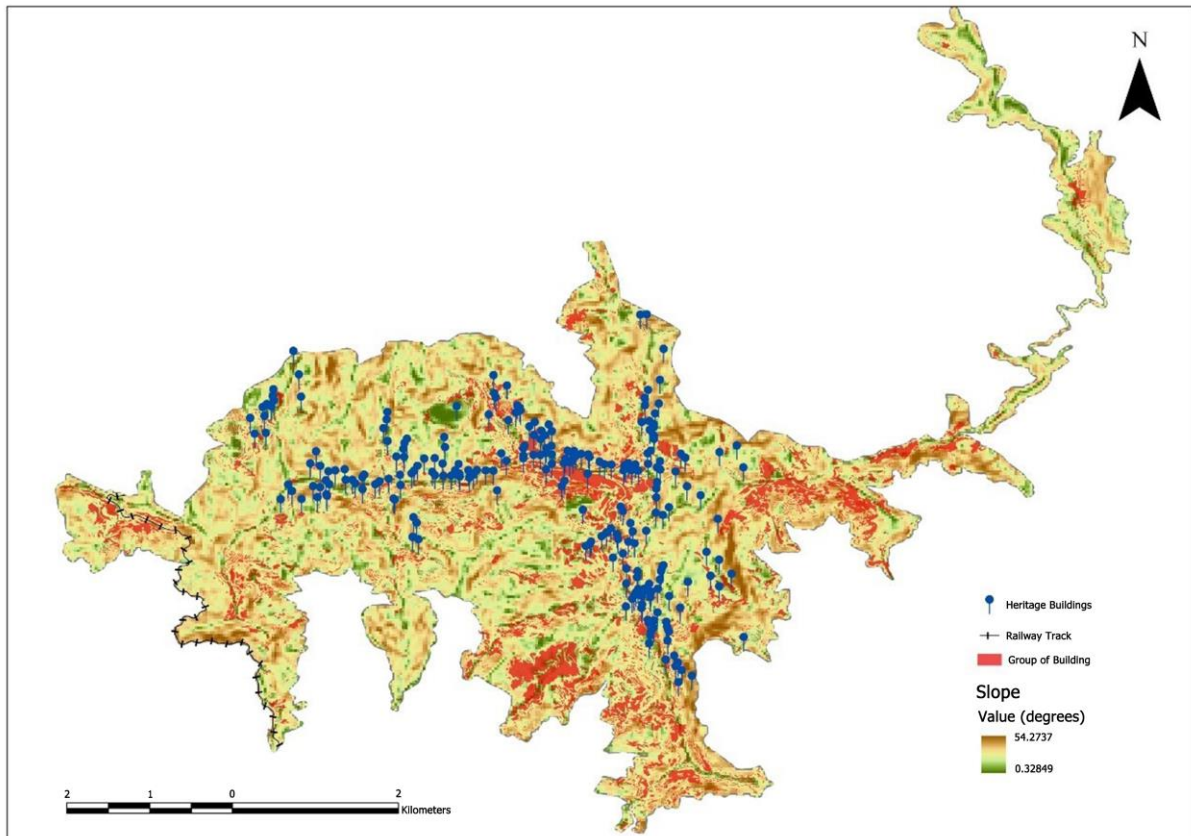 N
Heritage Buildings
Railway Track
Group of Building
Slope
Value (degrees)
54.2737
0.32849
2 1 0 2
Kilometers